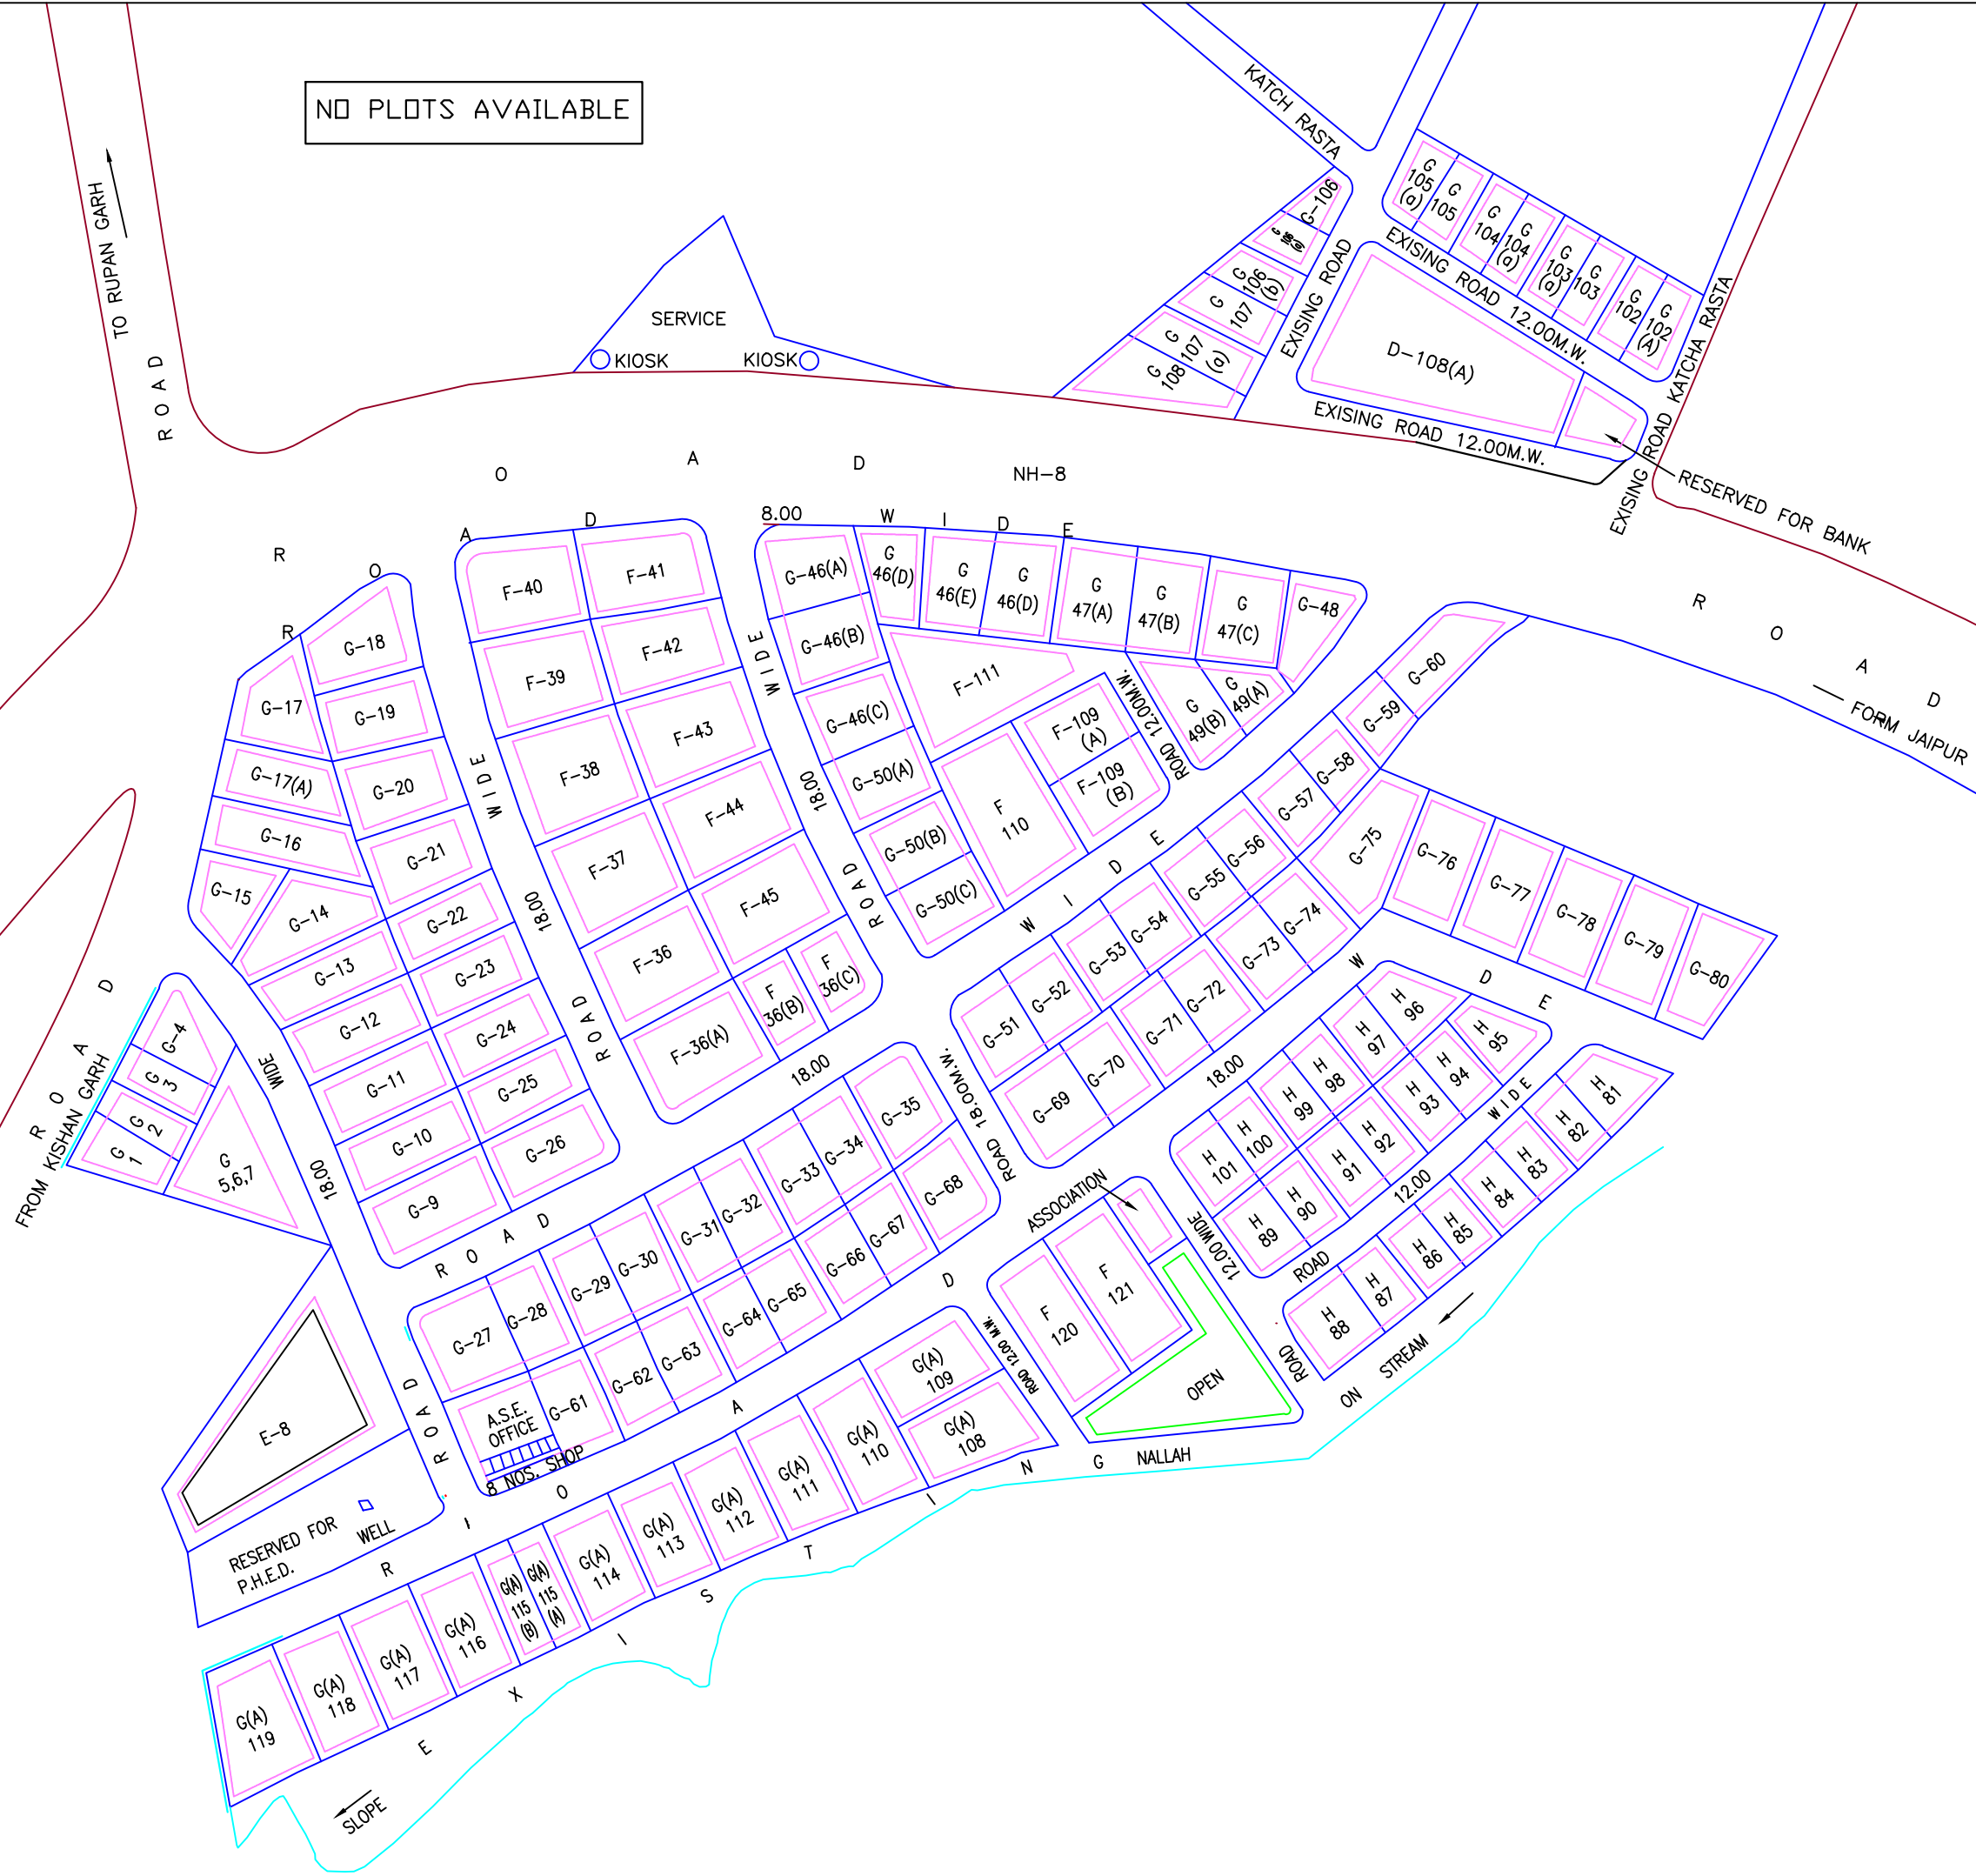 NO PLOTS AVAILABLE
KATCH RASTA
TO RUPAN GARH
ROAD
SERVICE
KIOSK
KIOSK
G-106
G
106
(b)
G
107
G
107
(a)
G
108
EXISING ROAD
G
105
(a)
G
105
G
104
G
104
(a)
G
103
(a)
G
103
G
102
G
102
(A)
EXISING ROAD 12.00M.W.
D-108(A)
EXISING ROAD 12.00M.W.
EXISING ROAD KATCHA RASTA
RESERVED FOR BANK
R O A D
NH-8
R O A D
8.00 W I D E
R O A D
FORM JAIPUR
F-40
F-41
F-39
F-42
F-38
F-43
F-37
F-44
F-36
F-45
F-36(A)
F
36(B)
F
36(C)
G-46(A)
G
46(D)
G
46(E)
G
46(D)
G
47(A)
G
47(B)
G
47(C)
G-48
G-46(B)
G-46(C)
G-50(A)
G-50(B)
G-50(C)
F-111
F
110
F-109
(A)
F-109
(B)
ROAD 12.00M.W.
G
49(B)
G
49(A)
G-18
G-17
G-19
G-17(A)
G-20
G-16
G-21
G-15
G-14
G-22
G-13
G-23
G-12
G-24
G-11
G-25
G-10
G-26
G-9
WIDE
18.00
ROAD
WIDE
18.00
ROAD
G-60
G-59
G-58
G-57
G-56
G-55
G-54
G-53
G-52
G-51
G-75
G-74
G-73
G-72
G-71
G-70
G-69
G-76
G-77
G-78
G-79
G-80
W I D E
18.00
W D E
18.00
ROAD 18.00M.W.
ROAD
FROM KISHAN GARH
G-4
G
3
G
2
G
1
G
5,6,7
WIDE
18.00
ROAD
R O A D
G-35
G-34
G-33
G-32
G-31
G-30
G-29
G-28
G-27
G-68
G-67
G-66
G-65
G-64
G-63
G-62
G-61
A.S.E.
OFFICE
8 NOS. SHOP
H
96
H
97
H
98
H
99
H
100
H
101
H
95
H
94
H
93
H
92
H
91
H
90
H
89
WIDE
12.00
ROAD
H
81
H
82
H
83
H
84
H
85
H
86
H
87
H
88
12.00 WIDE
ROAD
ASSOCIATION
F
121
F
120
OPEN
ROAD 12.00 M.W.
E-8
RESERVED FOR
P.H.E.D.
WELL
R O A D
G(A)
109
G(A)
108
G(A)
110
G(A)
111
G(A)
112
G(A)
113
G(A)
114
G(A)
115
(A)
G(A)
115
(B)
G(A)
116
G(A)
117
G(A)
118
G(A)
119
E X I S T I N G NALLAH
ON STREAM
SLOPE